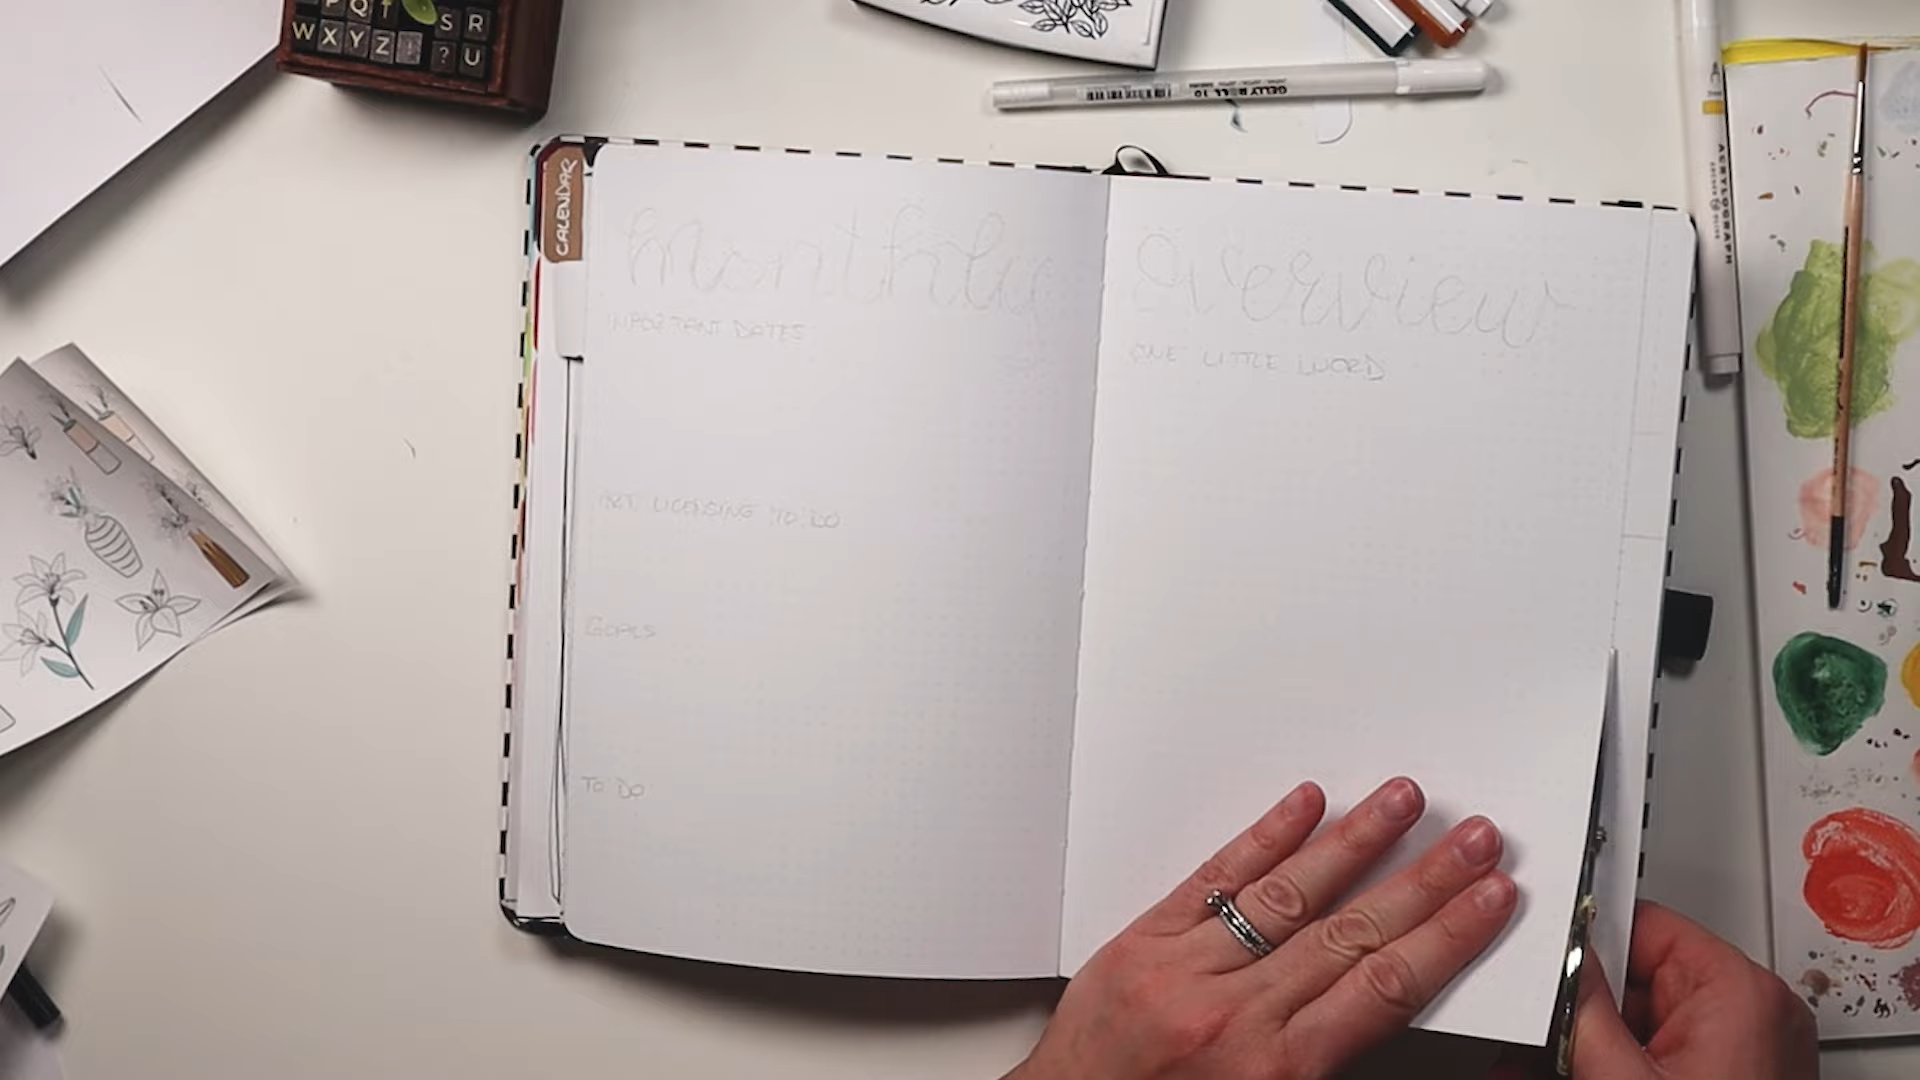 P Q T S R
W X Y Z ! ? U
GELLY ROLL 10
ACRYLOGRAPH
CALENDAR
Monthly Overview
IMPORTANT DATES
ONE LITTLE WORD
ART LICENSING TO DO
GOALS
TO DO